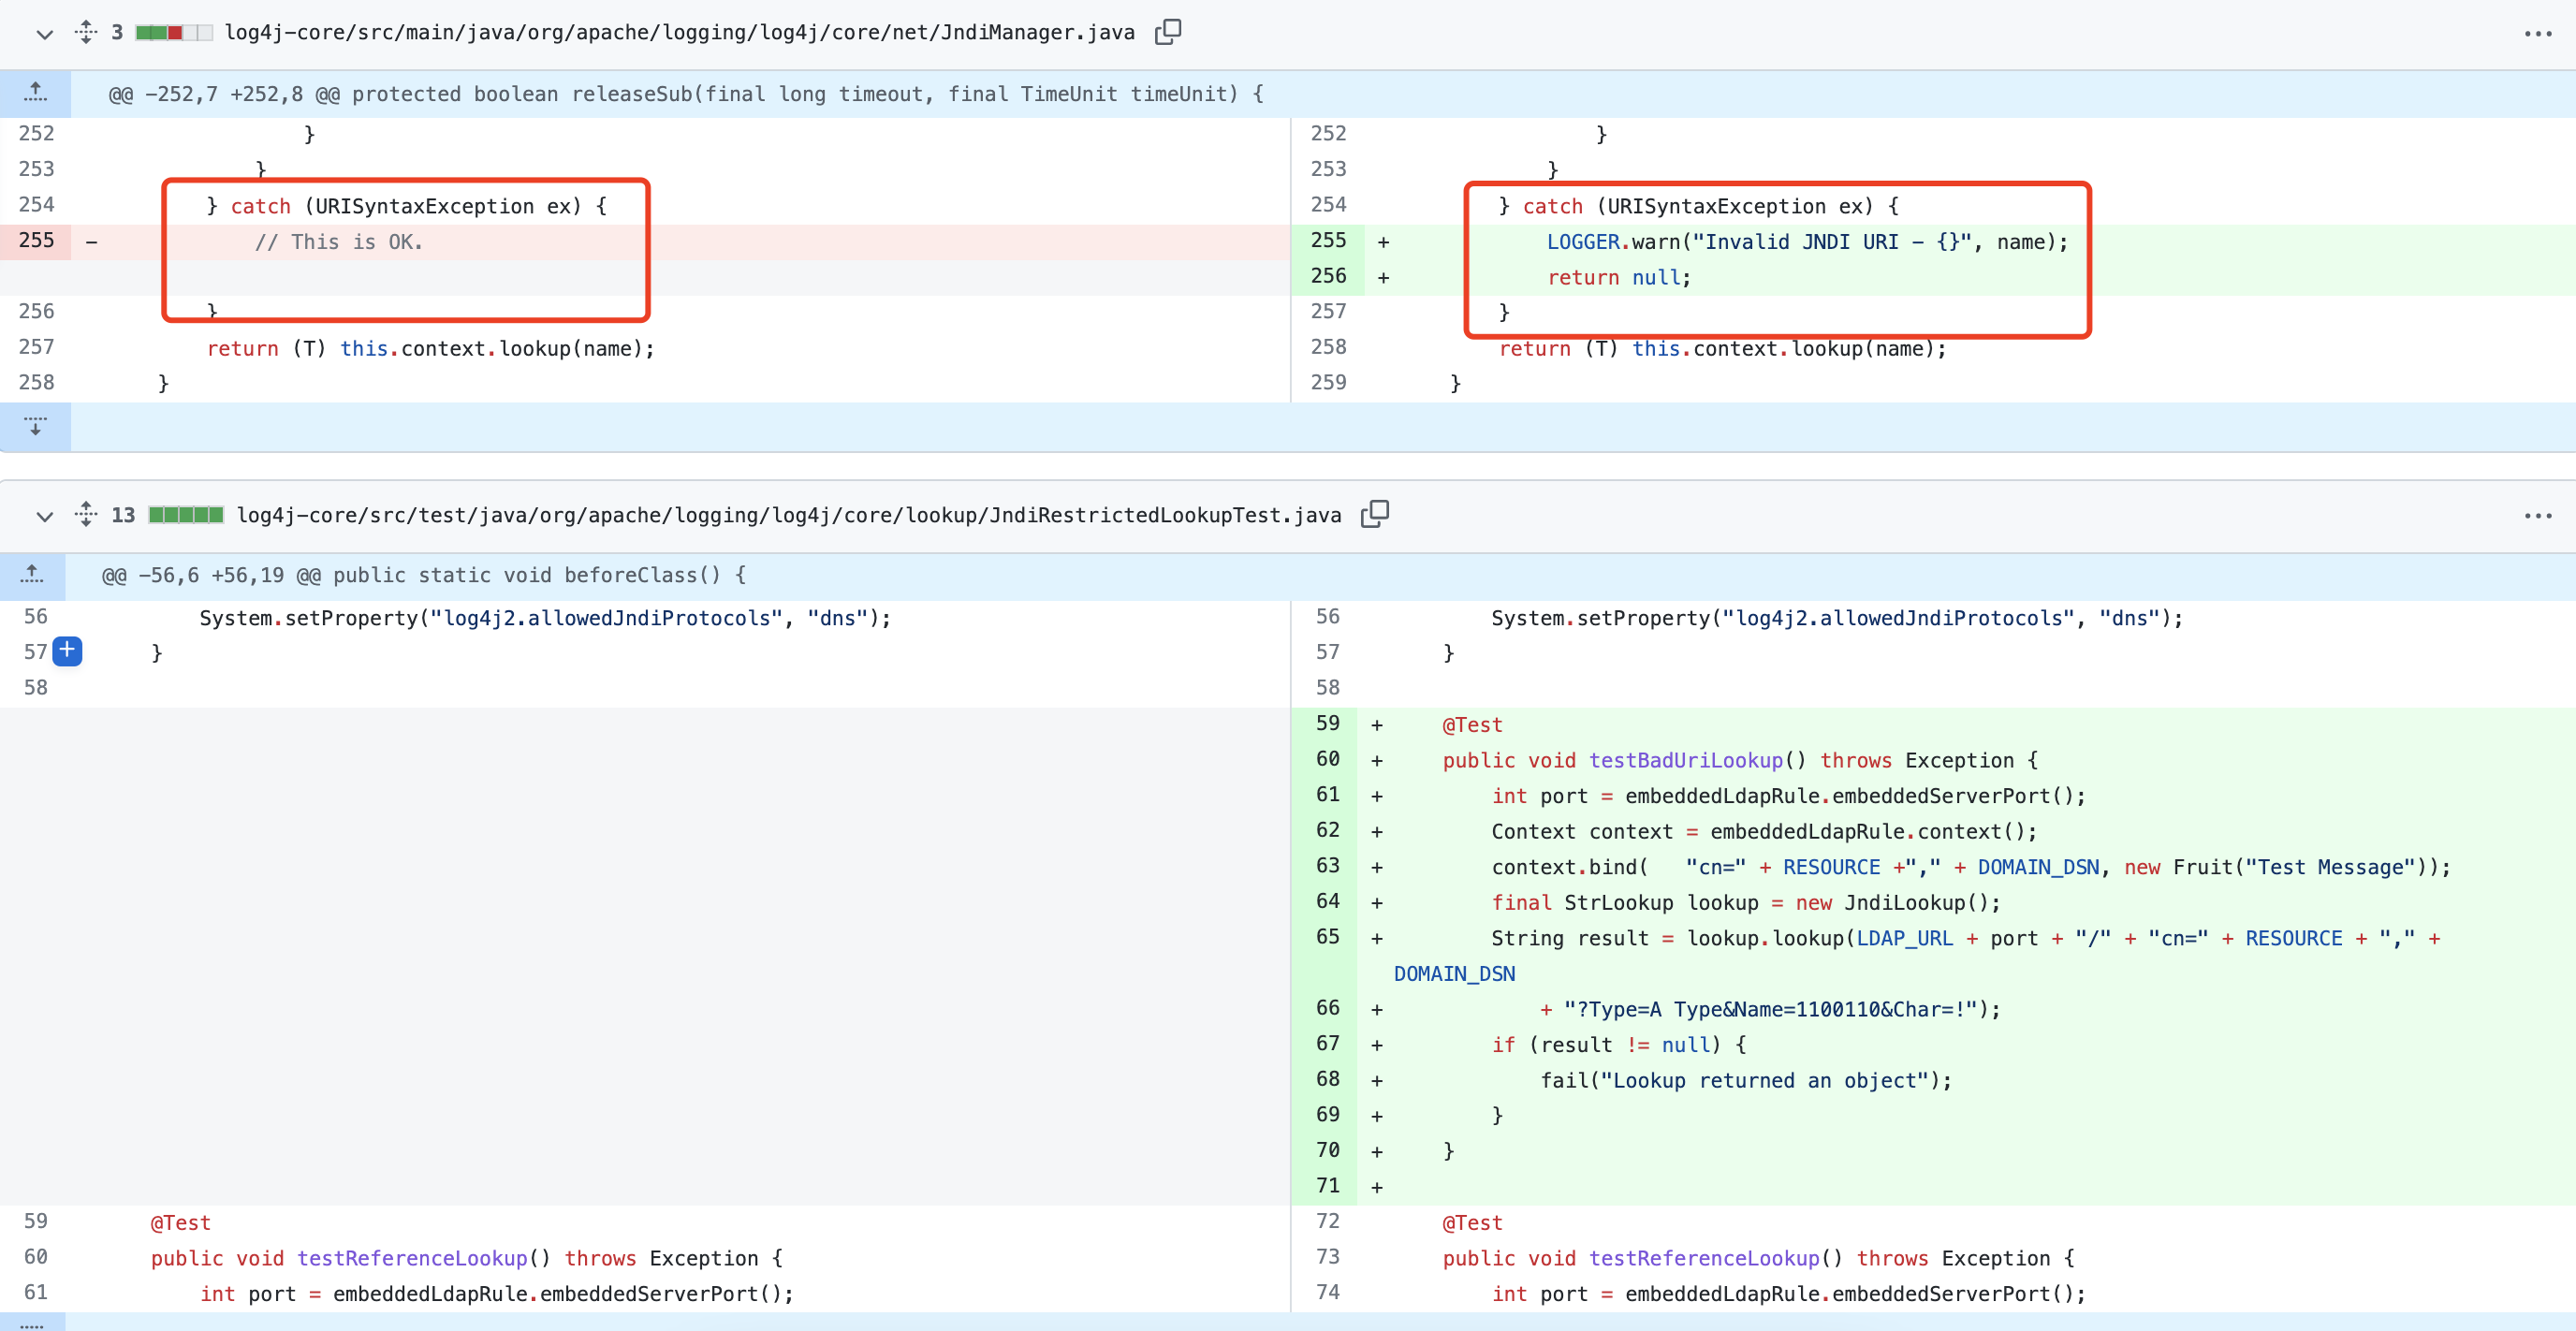 3 log4j-core/src/main/java/org/apache/logging/log4j/core/net/JndiManager.java
@@ -252,7 +252,8 @@ protected boolean releaseSub(final long timeout, final TimeUnit timeUnit) {
252 }
253 }
254 } catch (URISyntaxException ex) {
255 - // This is OK.
256 }
257 return (T) this.context.lookup(name);
258 }
252 }
253 }
254 } catch (URISyntaxException ex) {
255 + LOGGER.warn("Invalid JNDI URI - {}", name);
256 + return null;
257 }
258 return (T) this.context.lookup(name);
259 }
13 log4j-core/src/test/java/org/apache/logging/log4j/core/lookup/JndiRestrictedLookupTest.java
@@ -56,6 +56,19 @@ public static void beforeClass() {
56 System.setProperty("log4j2.allowedJndiProtocols", "dns");
57 + }
58
59 @Test
60 public void testReferenceLookup() throws Exception {
61 int port = embeddedLdapRule.embeddedServerPort();
56 System.setProperty("log4j2.allowedJndiProtocols", "dns");
57 }
58
59 + @Test
60 + public void testBadUriLookup() throws Exception {
61 + int port = embeddedLdapRule.embeddedServerPort();
62 + Context context = embeddedLdapRule.context();
63 + context.bind(   "cn=" + RESOURCE +"," + DOMAIN_DSN, new Fruit("Test Message"));
64 + final StrLookup lookup = new JndiLookup();
65 + String result = lookup.lookup(LDAP_URL + port + "/" + "cn=" + RESOURCE + "," +
DOMAIN_DSN
66 + + "?Type=A Type&Name=1100110&Char=!");
67 + if (result != null) {
68 + fail("Lookup returned an object");
69 + }
70 + }
71 +
72 @Test
73 public void testReferenceLookup() throws Exception {
74 int port = embeddedLdapRule.embeddedServerPort();